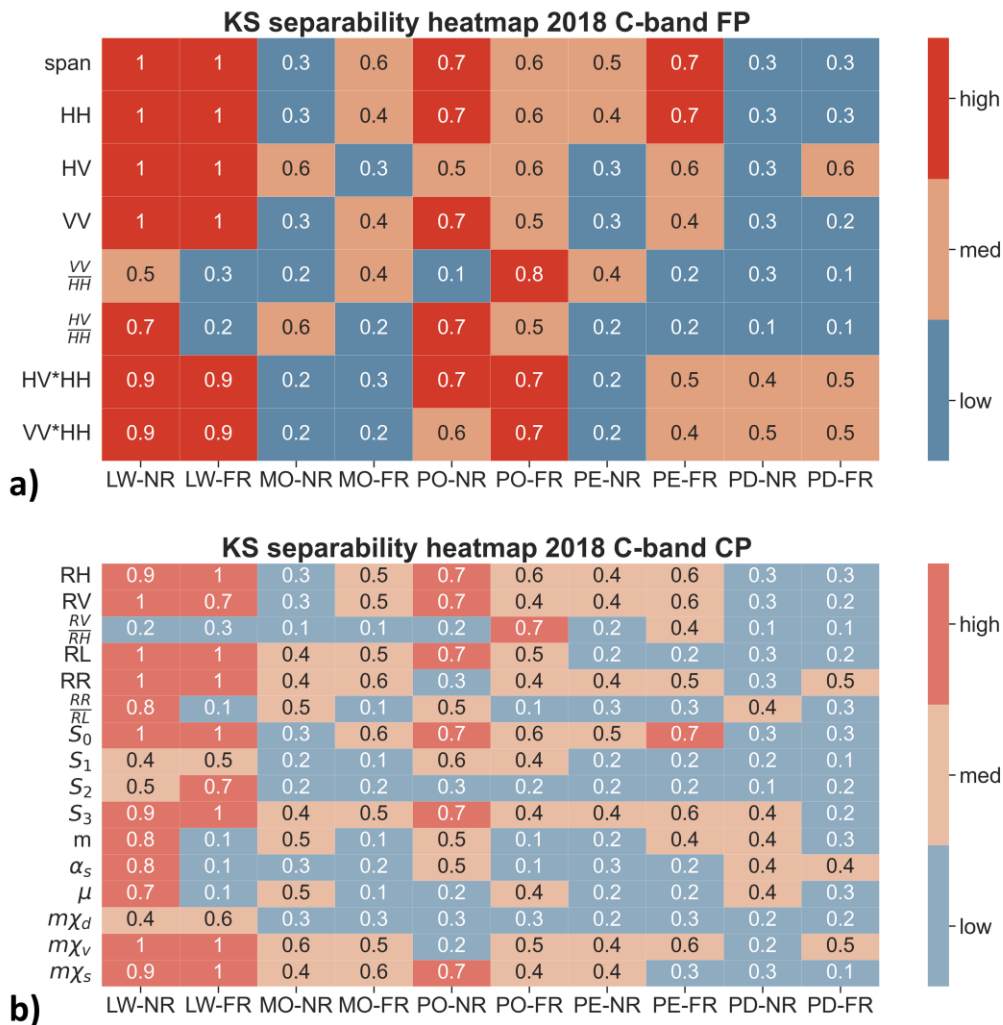 KS separability heatmap 2018 C-band FP
span 1 1 0.3 0.6 0.7 0.6 0.5 0.7 0.3 0.3
HH 1 1 0.3 0.4 0.7 0.6 0.4 0.7 0.3 0.3
HV 1 1 0.6 0.3 0.5 0.6 0.3 0.6 0.3 0.6
VV 1 1 0.3 0.4 0.7 0.5 0.3 0.4 0.3 0.2
VV/HH 0.5 0.3 0.2 0.4 0.1 0.8 0.4 0.2 0.3 0.1
HV/HH 0.7 0.2 0.6 0.2 0.7 0.5 0.2 0.2 0.1 0.1
HV*HH 0.9 0.9 0.2 0.3 0.7 0.7 0.2 0.5 0.4 0.5
VV*HH 0.9 0.9 0.2 0.2 0.6 0.7 0.2 0.4 0.5 0.5
LW-NR LW-FR MO-NR MO-FR PO-NR PO-FR PE-NR PE-FR PD-NR PD-FR
high
med
low
a)
KS separability heatmap 2018 C-band CP
RH 0.9 1 0.3 0.5 0.7 0.6 0.4 0.6 0.3 0.3
RV 1 0.7 0.3 0.5 0.7 0.4 0.4 0.6 0.3 0.2
RV/RH 0.2 0.3 0.1 0.1 0.2 0.7 0.2 0.4 0.1 0.1
RL 1 1 0.4 0.5 0.7 0.5 0.2 0.2 0.3 0.2
RR 1 1 0.4 0.6 0.3 0.4 0.4 0.5 0.3 0.5
RR/RL 0.8 0.1 0.5 0.1 0.5 0.1 0.3 0.3 0.4 0.3
S₀ 1 1 0.3 0.6 0.7 0.6 0.5 0.7 0.3 0.3
S₁ 0.4 0.5 0.2 0.1 0.6 0.4 0.2 0.2 0.2 0.1
S₂ 0.5 0.7 0.2 0.2 0.3 0.2 0.2 0.2 0.1 0.2
S₃ 0.9 1 0.4 0.5 0.7 0.4 0.4 0.6 0.4 0.2
m 0.8 0.1 0.5 0.1 0.5 0.1 0.2 0.4 0.4 0.3
αₛ 0.8 0.1 0.3 0.2 0.5 0.1 0.3 0.2 0.4 0.4
μ 0.7 0.1 0.5 0.1 0.2 0.4 0.2 0.2 0.4 0.3
mχ_d 0.4 0.6 0.3 0.3 0.3 0.3 0.2 0.3 0.2 0.2
mχ_v 1 1 0.6 0.5 0.2 0.5 0.4 0.6 0.2 0.5
mχ_s 0.9 1 0.4 0.6 0.7 0.4 0.4 0.3 0.3 0.1
LW-NR LW-FR MO-NR MO-FR PO-NR PO-FR PE-NR PE-FR PD-NR PD-FR
high
med
low
b)